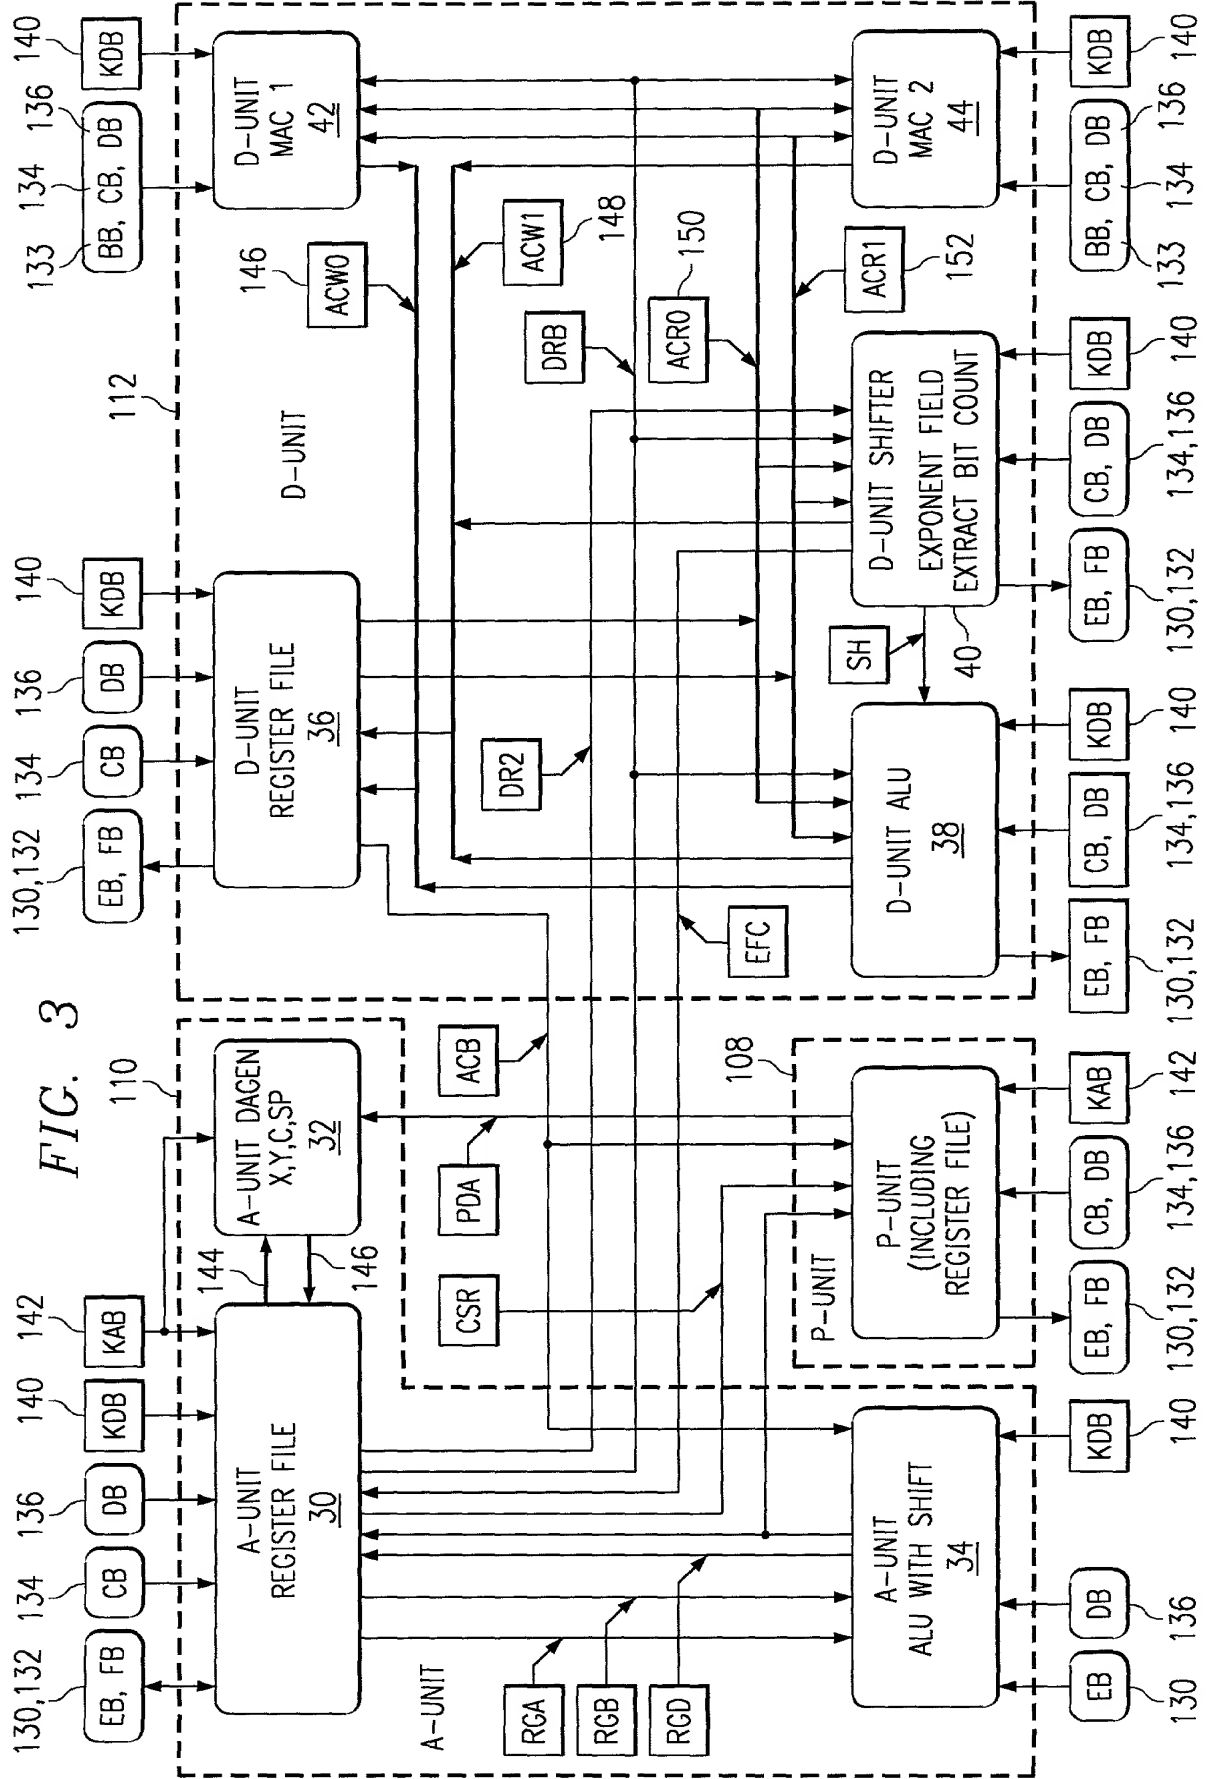 FIG. 3
130,132
134
136
140
142
EB, FB
CB
DB
KDB
KAB
110
A-UNIT
REGISTER FILE
30
144
146
A-UNIT DAGEN
X,Y,C,SP
32
A-UNIT
RGA
RGB
RGD
CSR
PDA
ACB
A-UNIT
ALU WITH SHIFT
34
EB
DB
KDB
130
136
140
108
P-UNIT
P-UNIT
(INCLUDING
REGISTER FILE)
EB, FB
CB, DB
KAB
130,132
134,136
142
130,132
134
136
140
EB, FB
CB
DB
KDB
112
133
134
136
140
BB, CB, DB
KDB
D-UNIT
REGISTER FILE
36
D-UNIT
D-UNIT
MAC 1
42
146
ACW0
ACW1
148
DR2
DRB
ACR0
150
ACR1
152
EFC
SH
40
D-UNIT ALU
38
D-UNIT SHIFTER
EXPONENT FIELD
EXTRACT BIT COUNT
D-UNIT
MAC 2
44
EB, FB
CB, DB
KDB
EB, FB
CB, DB
KDB
BB, CB, DB
KDB
130,132
134,136
140
130,132
134,136
140
133
134
136
140